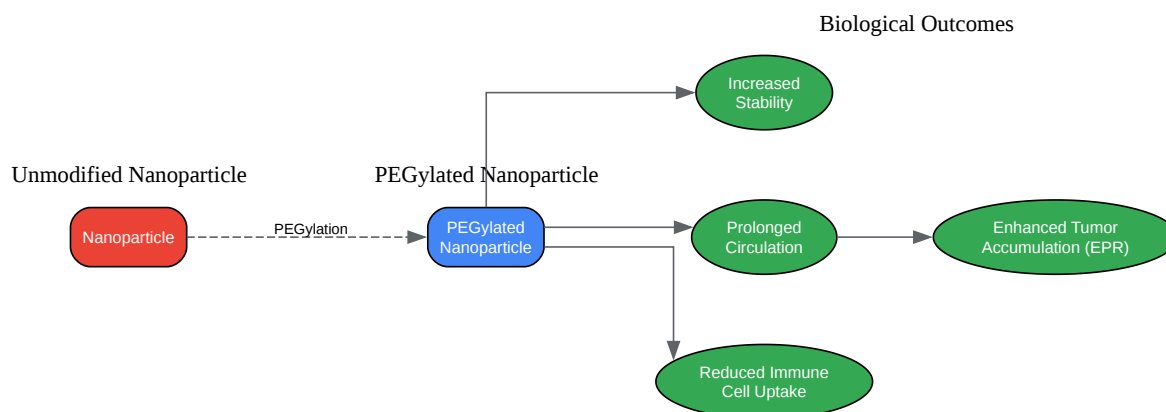 Biological Outcomes
Increased
Stability
Unmodified Nanoparticle
PEGylated Nanoparticle
Nanoparticle
PEGylation
PEGylated
Nanoparticle
Prolonged
Circulation
Enhanced Tumor
Accumulation (EPR)
Reduced Immune
Cell Uptake